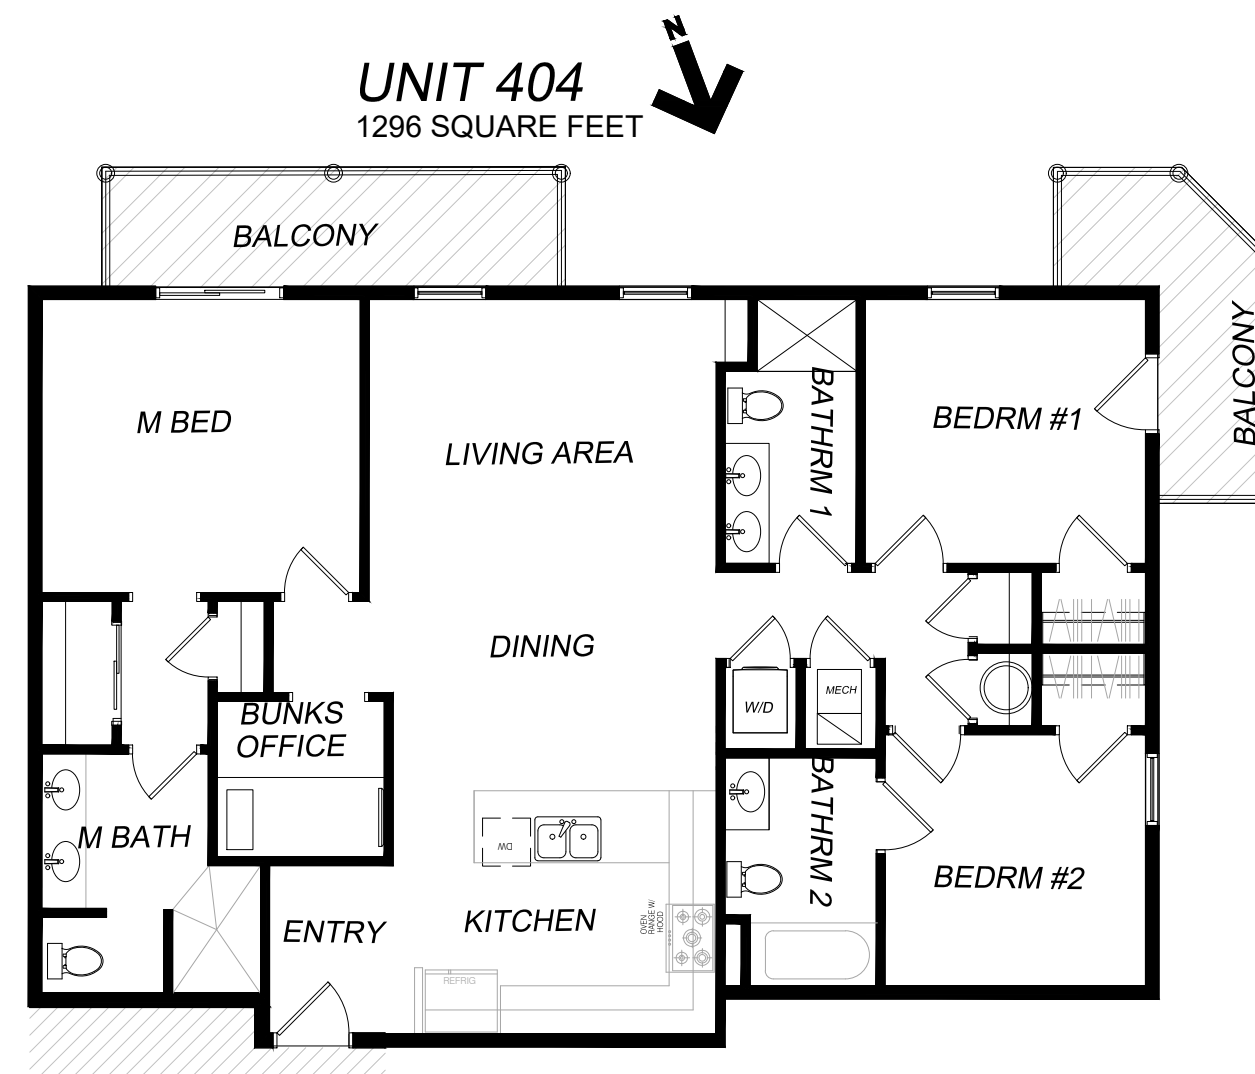 N
UNIT 404
1296 SQUARE FEET
BALCONY
BALCONY
M BED
LIVING AREA
BATHRM 1
BEDRM #1
DINING
BUNKS
OFFICE
W/D
MECH
M BATH
DW
BATHRM 2
BEDRM #2
ENTRY
KITCHEN
OVEN
RANGE W/
HOOD
REFRIG